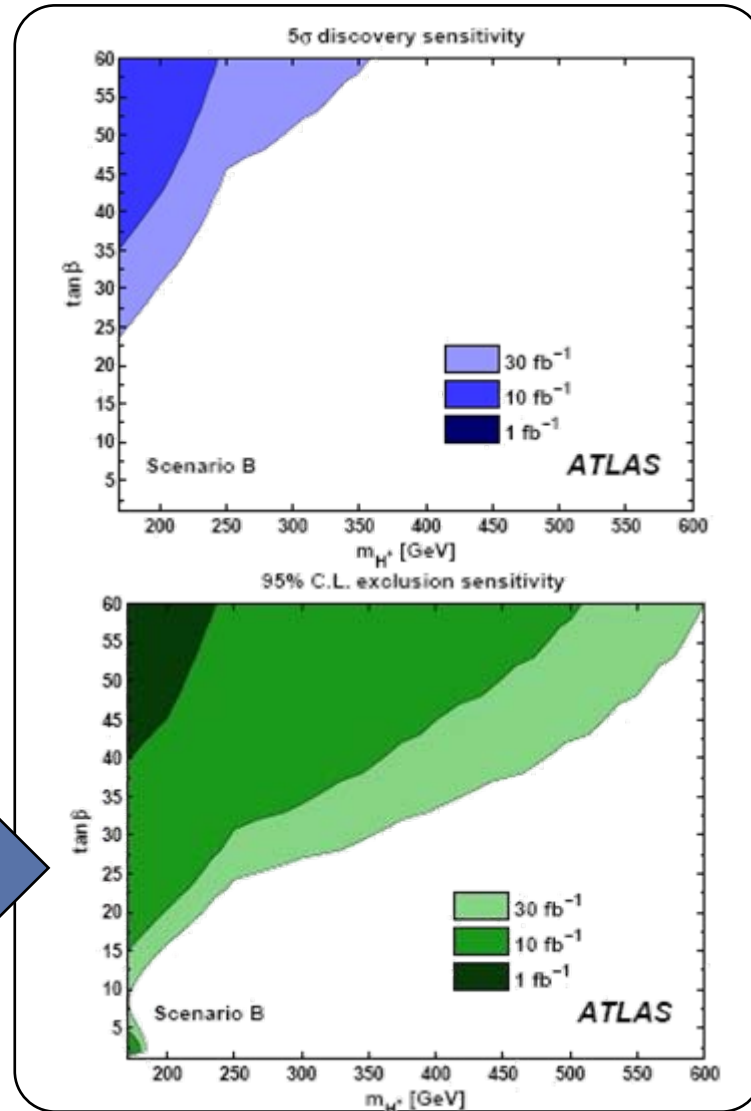 5σ discovery sensitivity
60
55
50
45
40
35
30
25
20
15
10
5
tanβ
30 fb⁻¹
10 fb⁻¹
1 fb⁻¹
Scenario B
ATLAS
200 250 300 350 400 450 500 550 600
m_H⁺ [GeV]
95% C.L. exclusion sensitivity
60
55
50
45
40
35
30
25
20
15
10
5
tanβ
30 fb⁻¹
10 fb⁻¹
1 fb⁻¹
Scenario B
ATLAS
200 250 300 350 400 450 500 550 600
m_H⁺ [GeV]